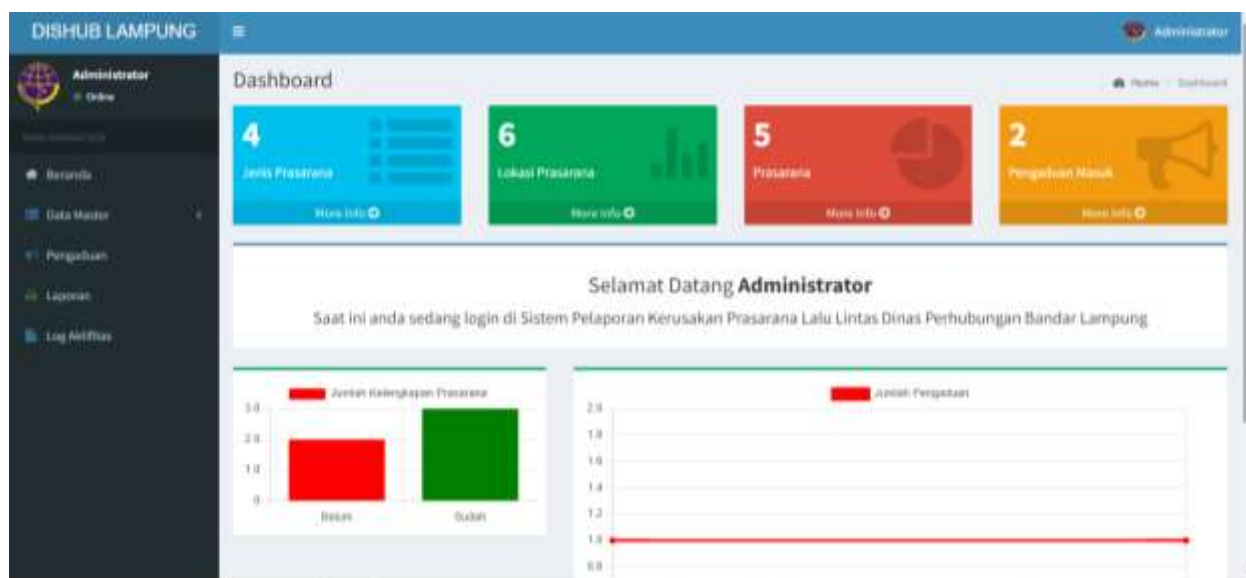 DISHUB LAMPUNG
Administrator
Administrator
Online
Dashboard
Home
Dashboard
4
Jenis Prasarana
More Info
6
Lokasi Prasarana
More Info
5
Prasarana
More Info
2
Pengaduan Masuk
More Info
Beranda
Data Master
Pengaduan
Laporan
Log Aktifitas
Selamat Datang Administrator
Saat ini anda sedang login di Sistem Pelaporan Kerusakan Prasarana Lalu Lintas Dinas Perhubungan Bandar Lampung
Jumlah Kelengkapan Prasarana
3.0
2.0
1.0
0
Belum
Sudah
Jumlah Pengaduan
2.0
1.8
1.6
1.4
1.2
1.0
0.8